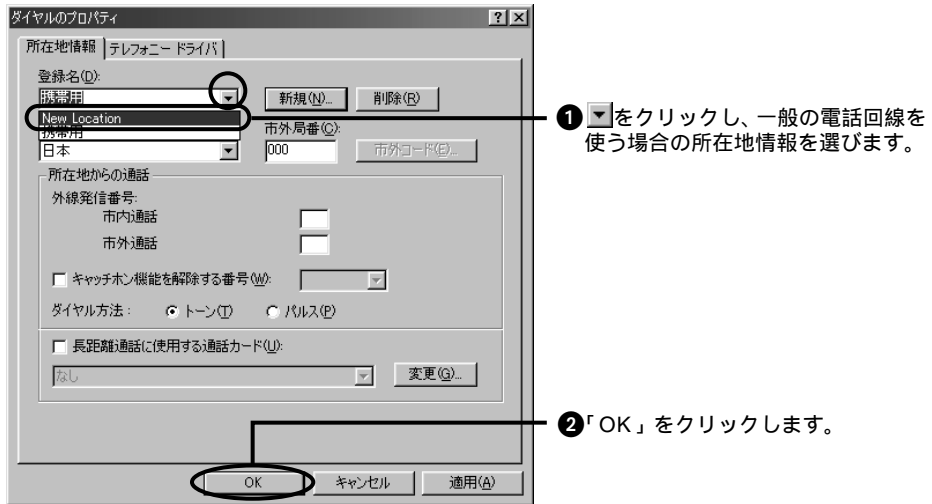 ダイヤルのプロパティ
所在地情報 テレフォニー ドライバ
登録名(D):
携帯用 新規(N)... 削除(R)
New Location
携帯用 市外局番(C):
日本 000 市外コード(E)...
❶ ▼をクリックし、一般の電話回線を
使う場合の所在地情報を選びます。
所在地からの通話
外線発信番号:
市内通話
市外通話
キャッチホン機能を解除する番号(W):
ダイヤル方法: トーン(T) パルス(P)
長距離通話に使用する通話カード(U):
なし 変更(G)...
❷「OK」をクリックします。
OK キャンセル 適用(A)